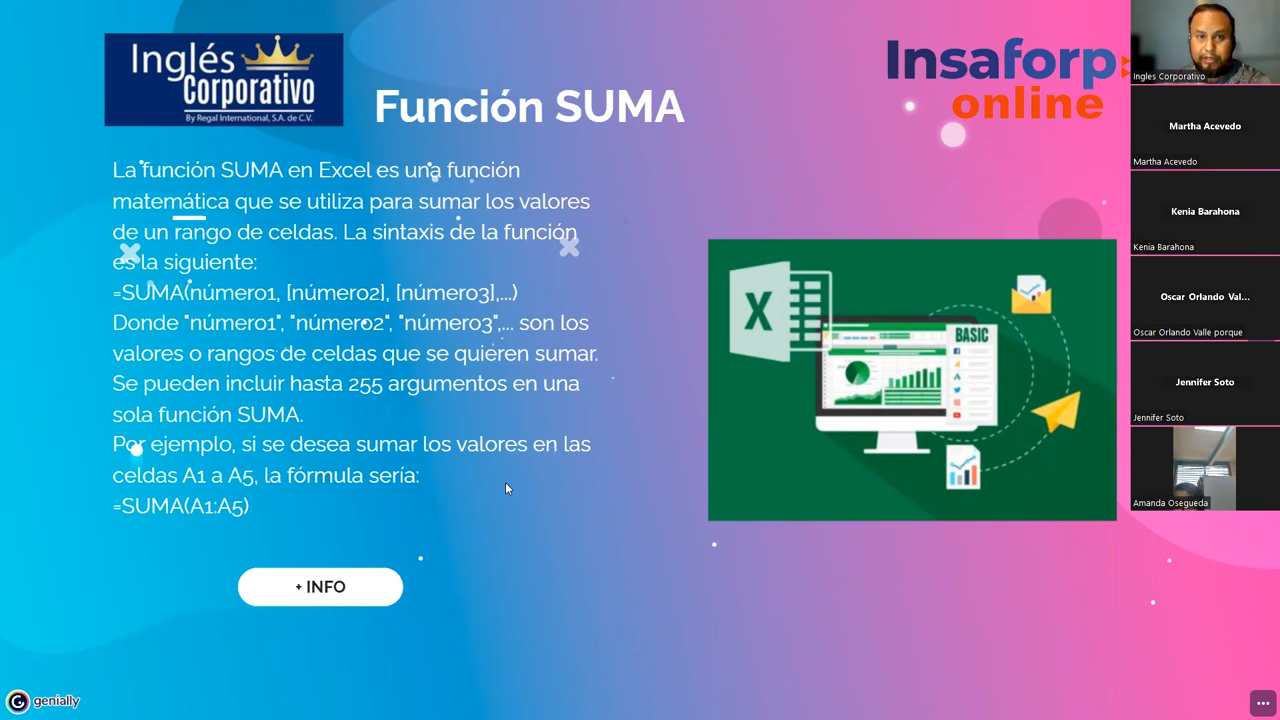 Inglés
Corporativo
By Regal International, S.A. de C.V.
Función SUMA
Insaforp
online
La función SUMA en Excel es una función
matemática que se utiliza para sumar los valores
de un rango de celdas. La sintaxis de la función
es la siguiente:
=SUMA(número1, [número2], [número3],...)
Donde "número1", "número2", "número3",... son los
valores o rangos de celdas que se quieren sumar.
Se pueden incluir hasta 255 argumentos en una
sola función SUMA.
Por ejemplo, si se desea sumar los valores en las
celdas A1 a A5, la fórmula sería:
=SUMA(A1:A5)
+ INFO
X
BASIC
genially
Ingles Corporativo
Martha Acevedo
Martha Acevedo
Kenia Barahona
Kenia Barahona
Oscar Orlando Val...
Oscar Orlando Valle porque
Jennifer Soto
Jennifer Soto
Amanda Osegueda